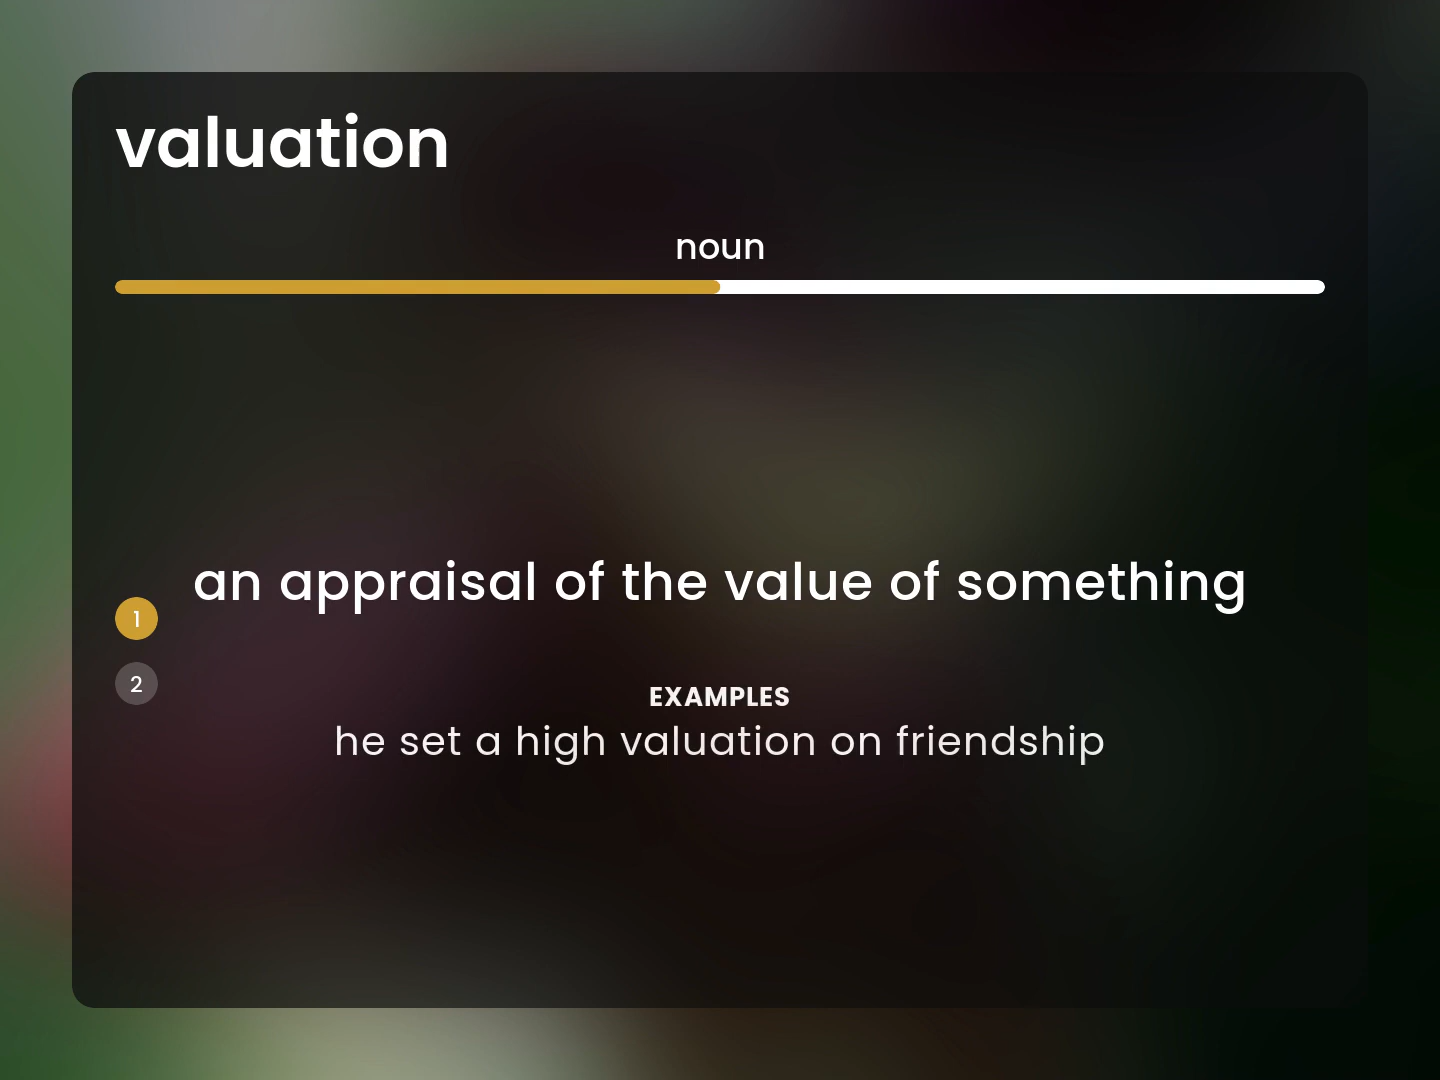 valuation
noun
an appraisal of the value of something
1
2
EXAMPLES
he set a high valuation on friendship